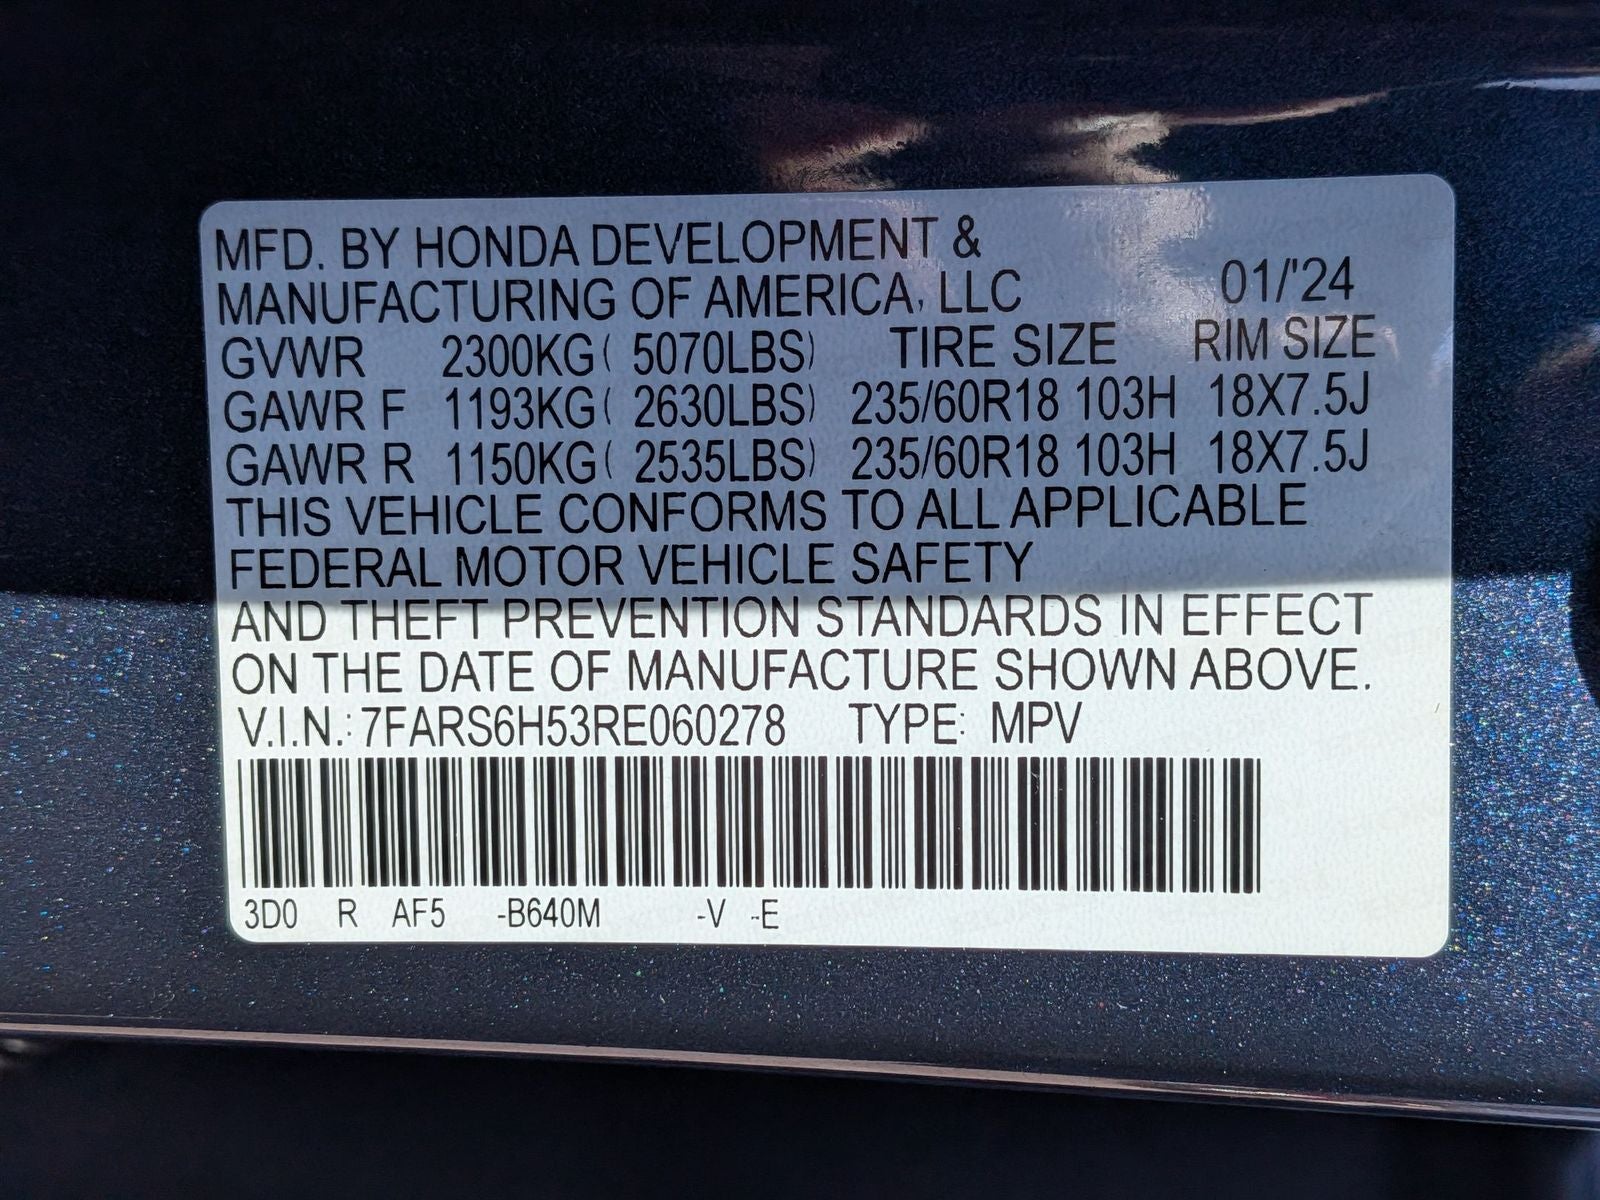 MFD. BY HONDA DEVELOPMENT &
MANUFACTURING OF AMERICA, LLC 01/'24
GVWR 2300KG( 5070LBS) TIRE SIZE RIM SIZE
GAWR F 1193KG( 2630LBS) 235/60R18 103H 18X7.5J
GAWR R 1150KG( 2535LBS) 235/60R18 103H 18X7.5J
THIS VEHICLE CONFORMS TO ALL APPLICABLE
FEDERAL MOTOR VEHICLE SAFETY
AND THEFT PREVENTION STANDARDS IN EFFECT
ON THE DATE OF MANUFACTURE SHOWN ABOVE.
V.I.N.: 7FARS6H53RE060278 TYPE: MPV
3D0 R AF5 -B640M -V -E